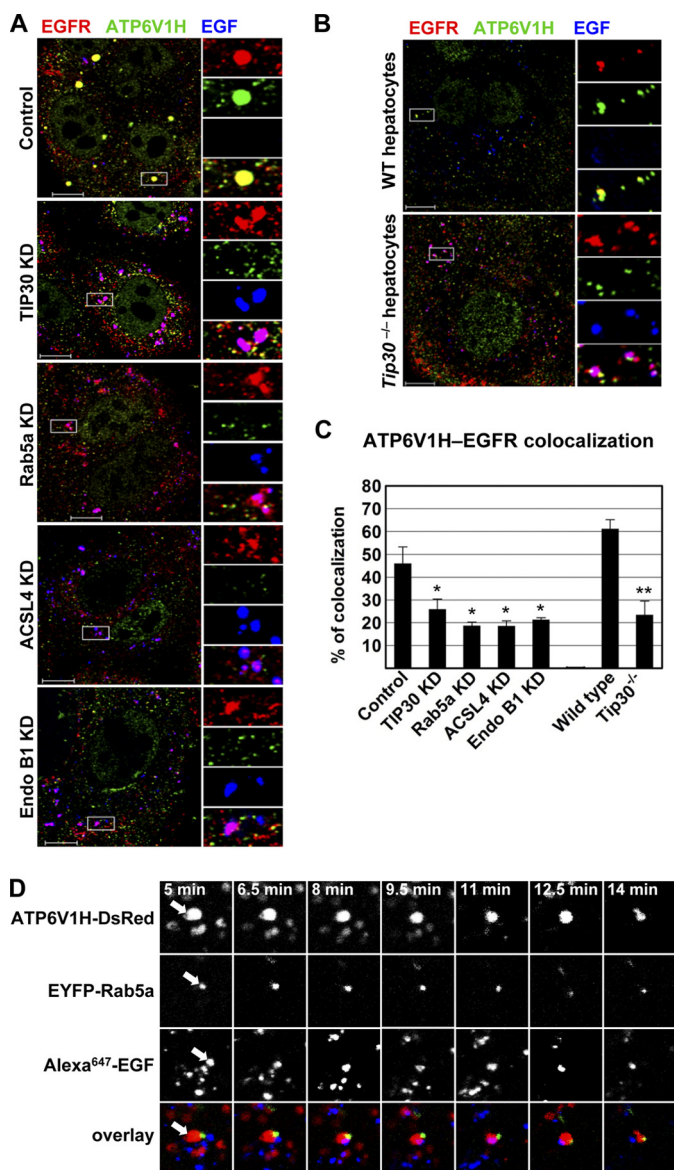 A
EGFR ATP6V1H EGF
Control
TIP30 KD
Rab5a KD
ACSL4 KD
Endo B1 KD
B
EGFR ATP6V1H EGF
WT hepatocytes
Tip30 –/– hepatocytes
C
ATP6V1H–EGFR colocalization
% of colocalization
80
70
60
50
40
30
20
10
* * * * **
Control
TIP30 KD
Rab5a KD
ACSL4 KD
Endo B1 KD
Wild type
Tip30-/-
D
5 min 6.5 min 8 min 9.5 min 11 min 12.5 min 14 min
ATP6V1H-DsRed
EYFP-Rab5a
Alexa647-EGF
overlay